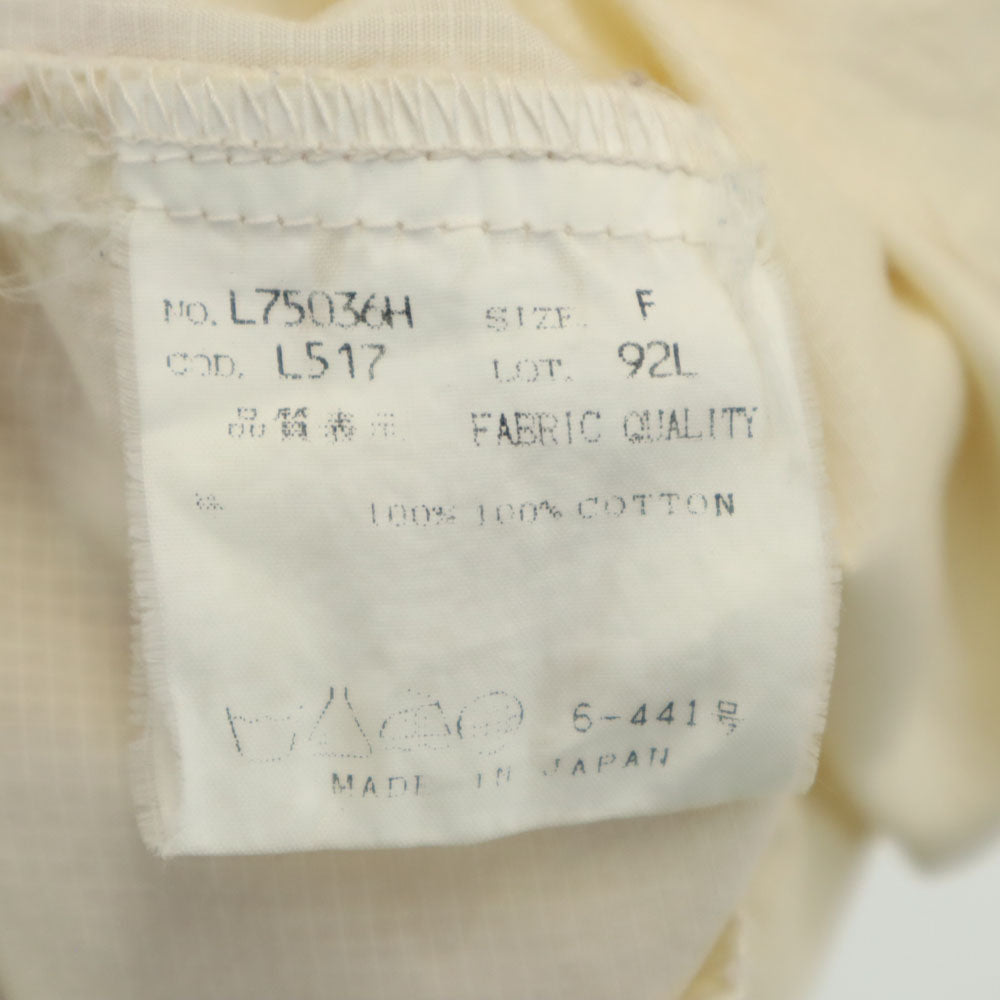 NO. L75036H SIZE F
COD. L517 LOT. 92L
品質表示 FABRIC QUALITY
100% 100% COTTON
6-441号
MADE IN JAPAN